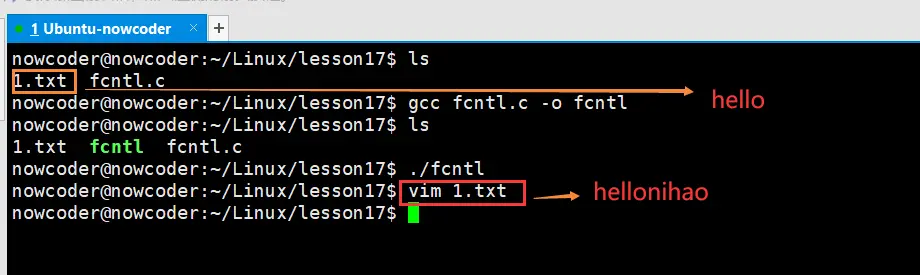 1 Ubuntu-nowcoder
nowcoder@nowcoder:~/Linux/lesson17$ ls
1.txt fcntl.c
hello
nowcoder@nowcoder:~/Linux/lesson17$ gcc fcntl.c -o fcntl
nowcoder@nowcoder:~/Linux/lesson17$ ls
1.txt fcntl fcntl.c
nowcoder@nowcoder:~/Linux/lesson17$ ./fcntl
nowcoder@nowcoder:~/Linux/lesson17$ vim 1.txt
hellonihao
nowcoder@nowcoder:~/Linux/lesson17$